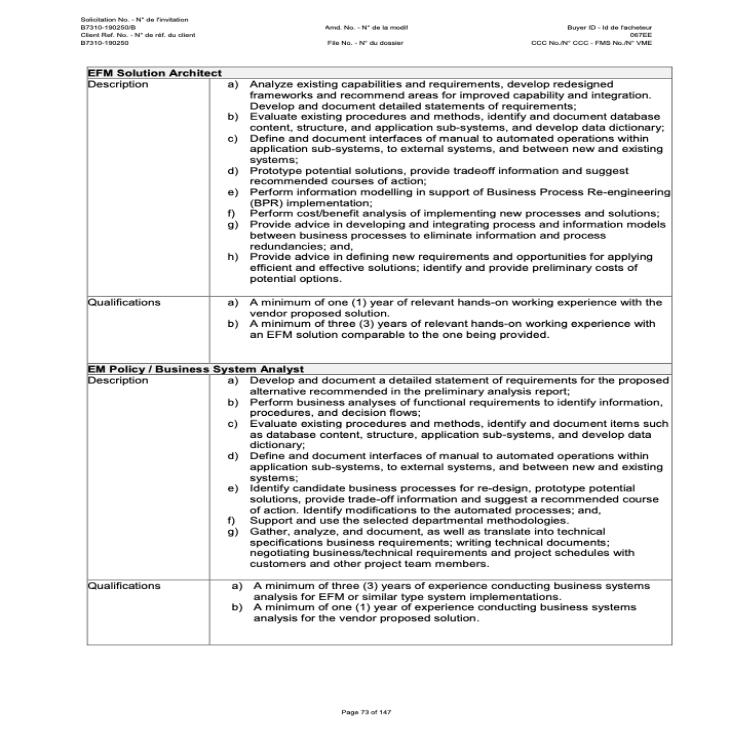 Solicitation No. - N° de l'invitation
B7310-190250/B
Client Ref. No. - N° de réf. du client
B7310-190250
Amd. No. - N° de la modif
File No. - N° du dossier
Buyer ID - Id de l'acheteur
067EE
CCC No./N° CCC - FMS No./N° VME
EFM Solution Architect
Description
a) Analyze existing capabilities and requirements, develop redesigned
frameworks and recommend areas for improved capability and integration.
Develop and document detailed statements of requirements;
b) Evaluate existing procedures and methods, identify and document database
content, structure, and application sub-systems, and develop data dictionary;
c) Define and document interfaces of manual to automated operations within
application sub-systems, to external systems, and between new and existing
systems;
d) Prototype potential solutions, provide tradeoff information and suggest
recommended courses of action;
e) Perform information modelling in support of Business Process Re-engineering
(BPR) implementation;
f) Perform cost/benefit analysis of implementing new processes and solutions;
g) Provide advice in developing and integrating process and information models
between business processes to eliminate information and process
redundancies; and,
h) Provide advice in defining new requirements and opportunities for applying
efficient and effective solutions; identify and provide preliminary costs of
potential options.
Qualifications
a) A minimum of one (1) year of relevant hands-on working experience with the
vendor proposed solution.
b) A minimum of three (3) years of relevant hands-on working experience with
an EFM solution comparable to the one being provided.
EM Policy / Business System Analyst
Description
a) Develop and document a detailed statement of requirements for the proposed
alternative recommended in the preliminary analysis report;
b) Perform business analyses of functional requirements to identify information,
procedures, and decision flows;
c) Evaluate existing procedures and methods, identify and document items such
as database content, structure, application sub-systems, and develop data
dictionary;
d) Define and document interfaces of manual to automated operations within
application sub-systems, to external systems, and between new and existing
systems;
e) Identify candidate business processes for re-design, prototype potential
solutions, provide trade-off information and suggest a recommended course
of action. Identify modifications to the automated processes; and,
f) Support and use the selected departmental methodologies.
g) Gather, analyze, and document, as well as translate into technical
specifications business requirements; writing technical documents;
negotiating business/technical requirements and project schedules with
customers and other project team members.
Qualifications
a) A minimum of three (3) years of experience conducting business systems
analysis for EFM or similar type system implementations.
b) A minimum of one (1) year of experience conducting business systems
analysis for the vendor proposed solution.
Page 73 of 147